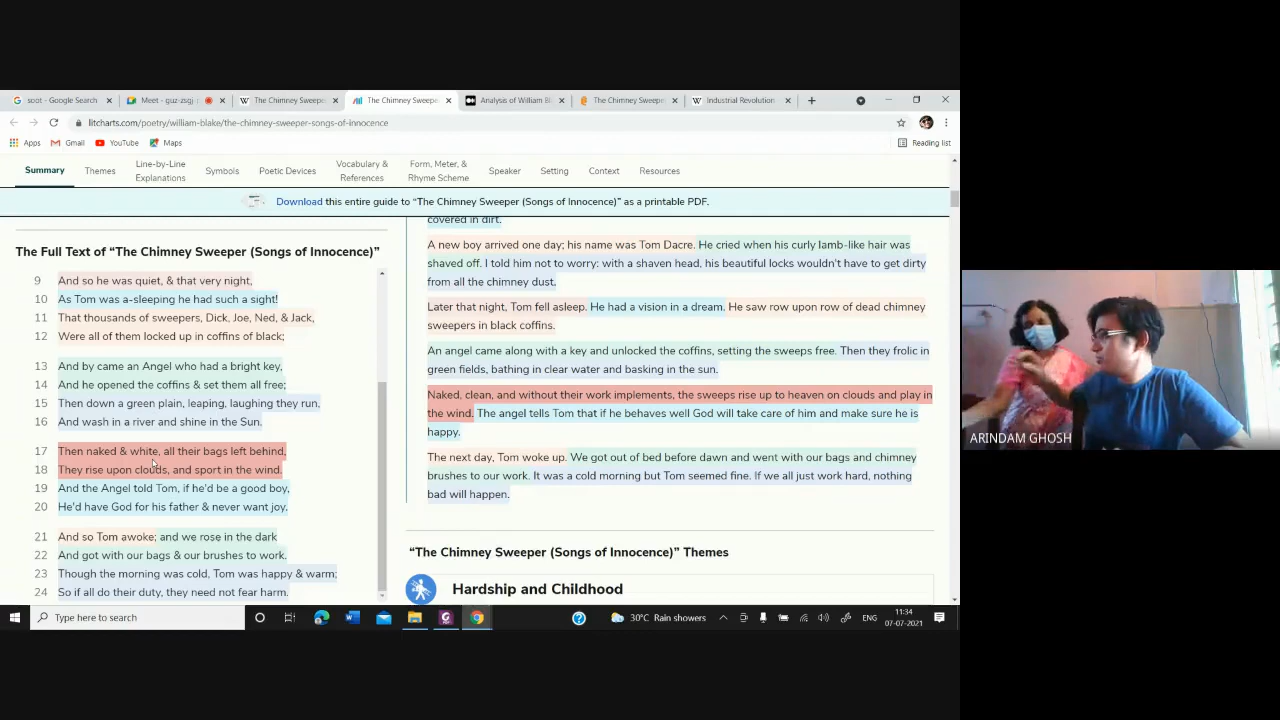 soot - Google Search
Meet - guz-zsgj
The Chimney Sweepe
The Chimney Sweepe
Analysis of William Bl
The Chimney Sweepe
Industrial Revolution
litcharts.com/poetry/william-blake/the-chimney-sweeper-songs-of-innocence
Apps Gmail YouTube Maps Reading list
Summary
Themes
Line-by-Line Explanations
Symbols
Poetic Devices
Vocabulary & References
Form, Meter, & Rhyme Scheme
Speaker
Setting
Context
Resources
Download this entire guide to “The Chimney Sweeper (Songs of Innocence)” as a printable PDF.
The Full Text of “The Chimney Sweeper (Songs of Innocence)”
9 And so he was quiet, & that very night,
10 As Tom was a-sleeping he had such a sight!
11 That thousands of sweepers, Dick, Joe, Ned, & Jack,
12 Were all of them locked up in coffins of black;
13 And by came an Angel who had a bright key,
14 And he opened the coffins & set them all free;
15 Then down a green plain, leaping, laughing they run,
16 And wash in a river and shine in the Sun.
17 Then naked & white, all their bags left behind,
18 They rise upon clouds, and sport in the wind.
19 And the Angel told Tom, if he'd be a good boy,
20 He'd have God for his father & never want joy.
21 And so Tom awoke; and we rose in the dark
22 And got with our bags & our brushes to work.
23 Though the morning was cold, Tom was happy & warm;
24 So if all do their duty, they need not fear harm.
covered in dirt.
A new boy arrived one day; his name was Tom Dacre. He cried when his curly lamb-like hair was
shaved off. I told him not to worry: with a shaven head, his beautiful locks wouldn't have to get dirty
from all the chimney dust.
Later that night, Tom fell asleep. He had a vision in a dream. He saw row upon row of dead chimney
sweepers in black coffins.
An angel came along with a key and unlocked the coffins, setting the sweeps free. Then they frolic in
green fields, bathing in clear water and basking in the sun.
Naked, clean, and without their work implements, the sweeps rise up to heaven on clouds and play in
the wind. The angel tells Tom that if he behaves well God will take care of him and make sure he is
happy.
The next day, Tom woke up. We got out of bed before dawn and went with our bags and chimney
brushes to our work. It was a cold morning but Tom seemed fine. If we all just work hard, nothing
bad will happen.
“The Chimney Sweeper (Songs of Innocence)” Themes
Hardship and Childhood
ARINDAM GHOSH
Type here to search
30°C Rain showers
ENG
11:34
07-07-2021